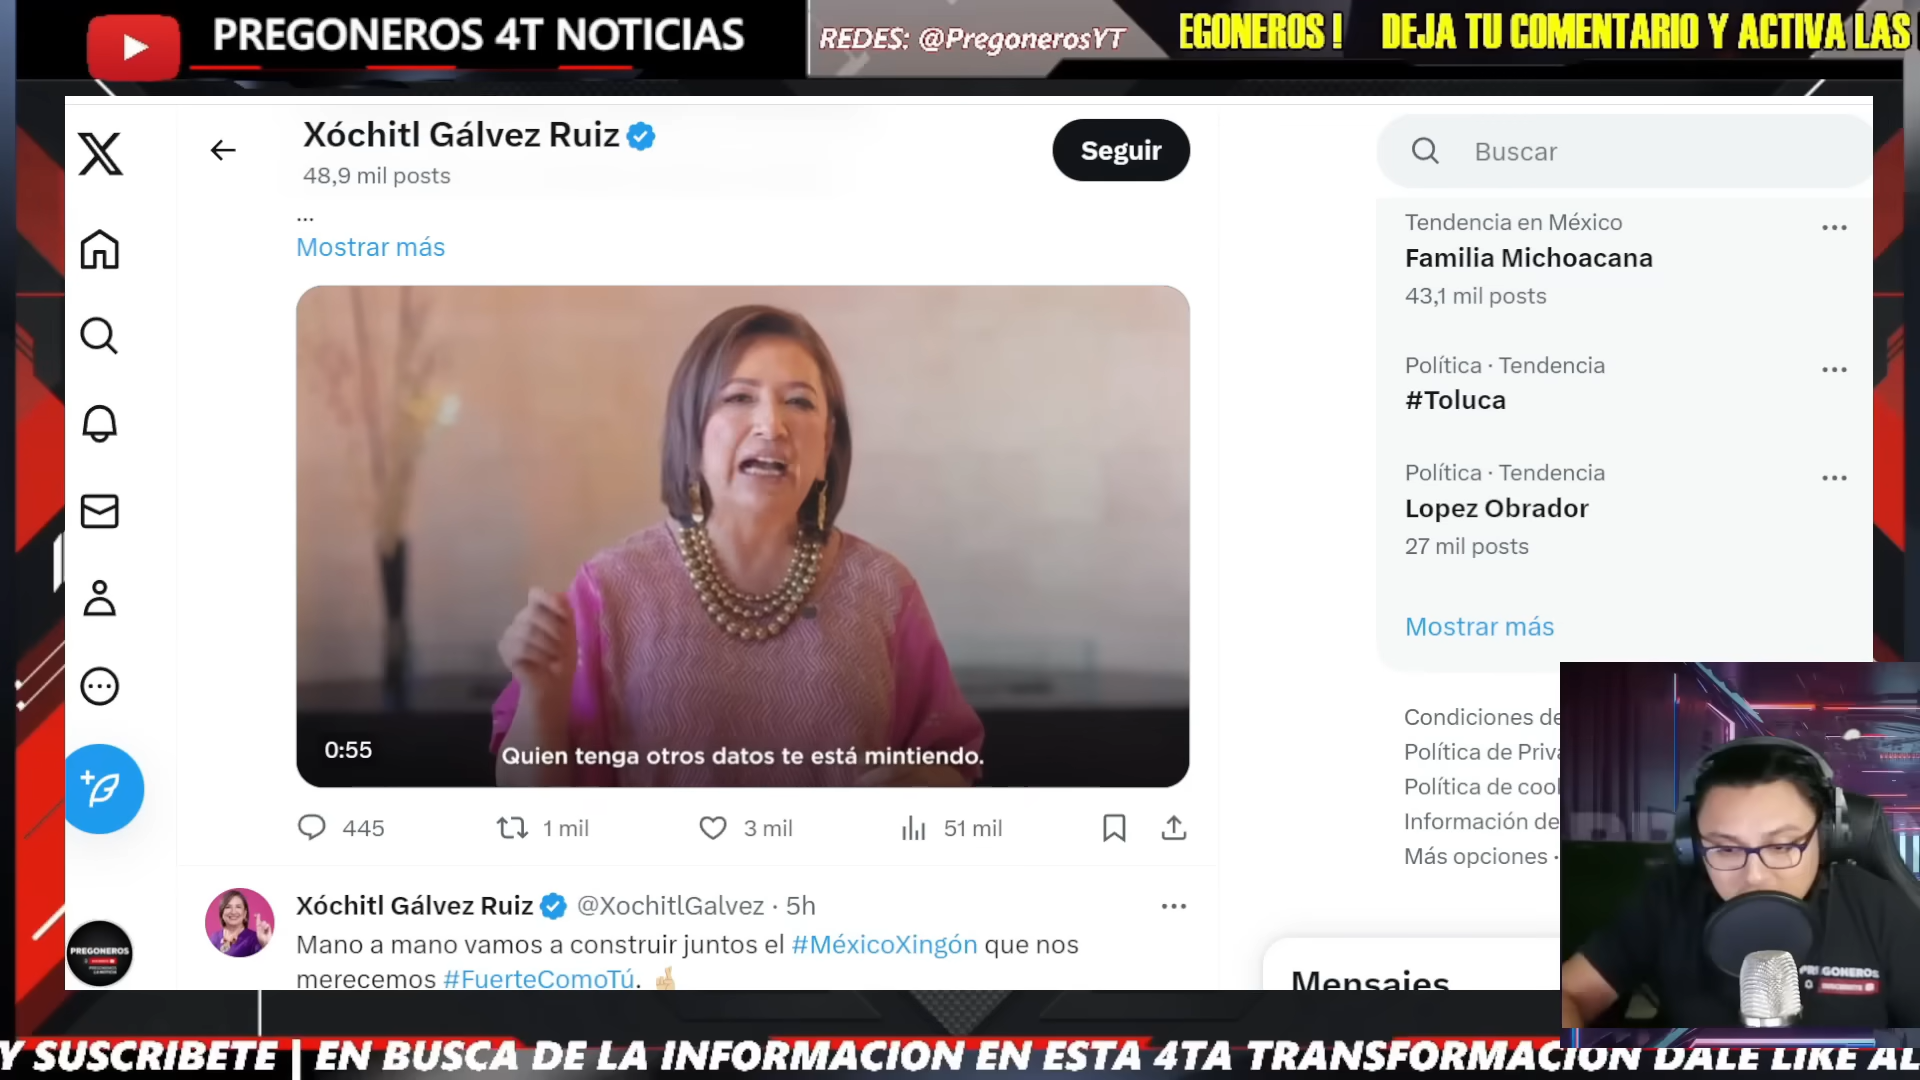 PREGONEROS 4T NOTICIAS
REDES: @PregonerosYT
EGONEROS !
DEJA TU COMENTARIO Y ACTIVA LAS
Xóchitl Gálvez Ruiz
48,9 mil posts
Seguir
...
Mostrar más
Quien tenga otros datos te está mintiendo.
0:55
445
1 mil
3 mil
51 mil
Xóchitl Gálvez Ruiz @XochitlGalvez · 5h
Mano a mano vamos a construir juntos el #MéxicoXingón que nos
merecemos #FuerteComoTú.
Buscar
Tendencia en México
Familia Michoacana
43,1 mil posts
Política · Tendencia
#Toluca
Política · Tendencia
Lopez Obrador
27 mil posts
Mostrar más
Condiciones de
Política de Priva
Política de cool
Información de
Más opciones ·
Mensajes
PREGONEROS
Y SUSCRIBETE | EN BUSCA DE LA INFORMACION EN ESTA 4TA TRANSFORMACION DALE LIKE AL